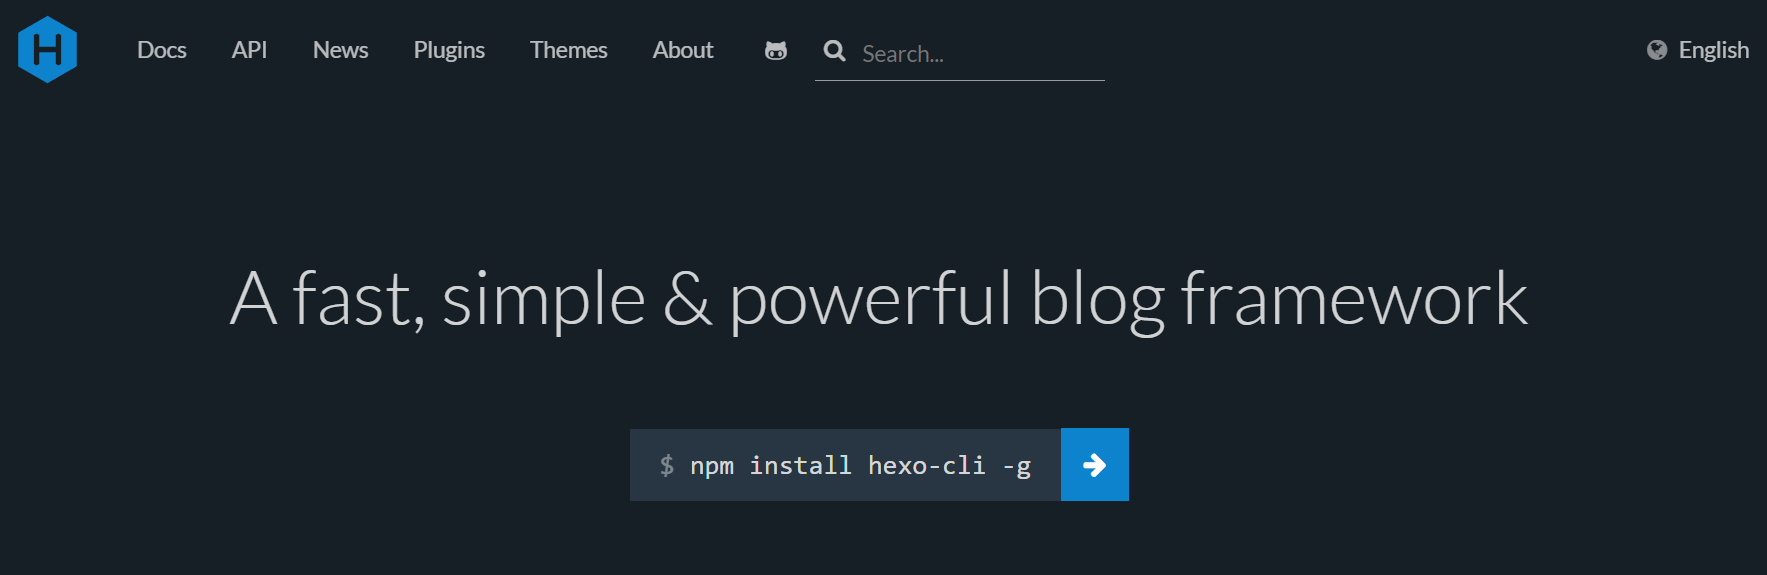 H Docs API News Plugins Themes About Search... English
A fast, simple & powerful blog framework
$ npm install hexo-cli -g